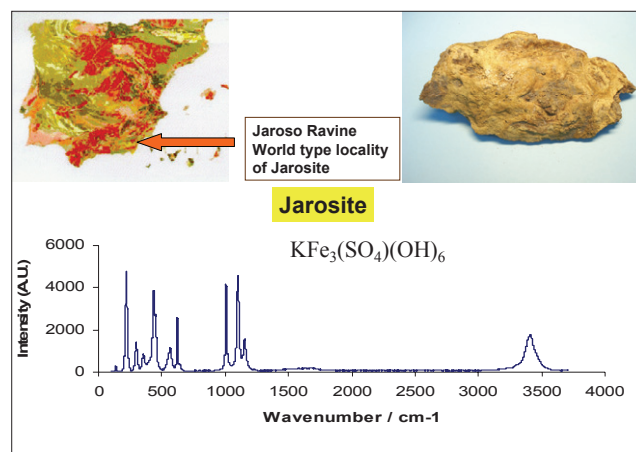 Jaroso Ravine
World type locality
of Jarosite
Jarosite
KFe₃(SO₄)(OH)₆
Intensity (A.U.)
6000
4000
2000
0
0 500 1000 1500 2000 2500 3000 3500 4000
Wavenumber / cm-1